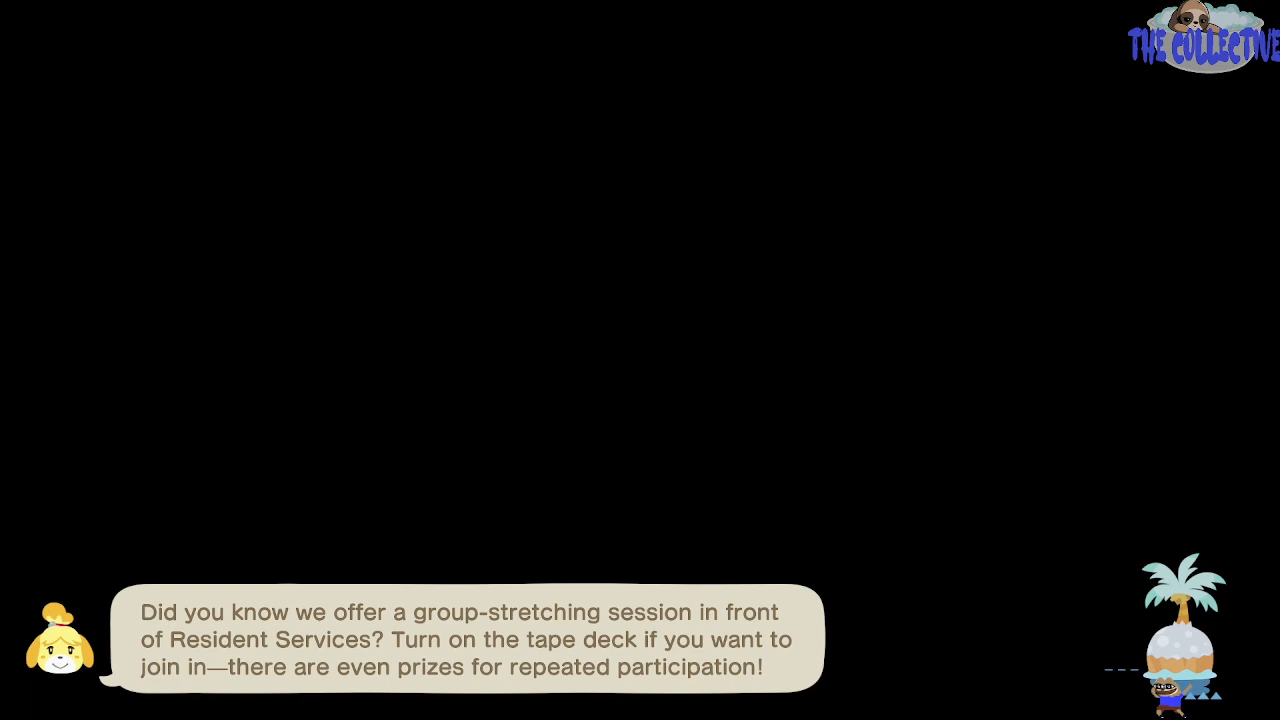 THE COLLECTIVE
Did you know we offer a group-stretching session in front
of Resident Services? Turn on the tape deck if you want to
join in—there are even prizes for repeated participation!